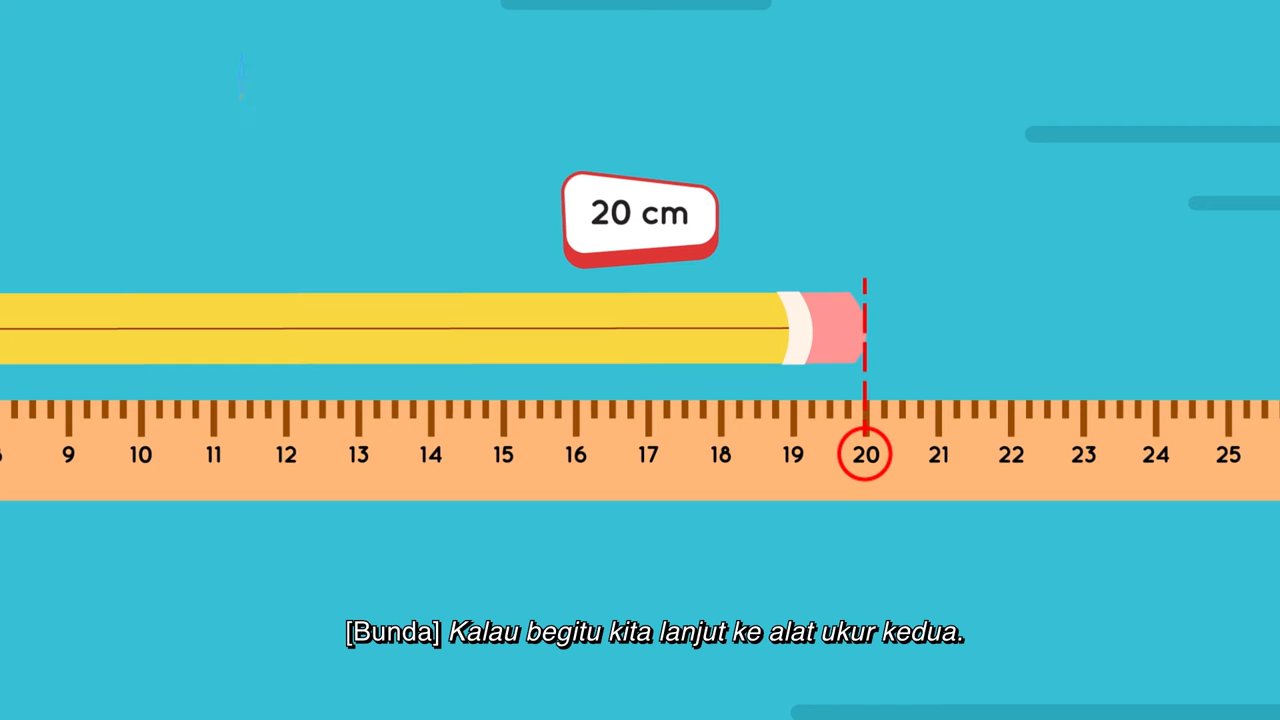 20 cm
9 10 11 12 13 14 15 16 17 18 19 20 21 22 23 24 25
[Bunda] Kalau begitu kita lanjut ke alat ukur kedua.